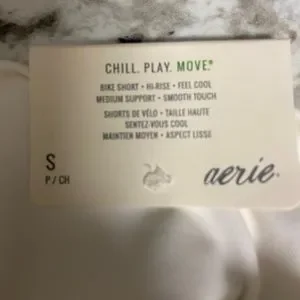 CHILL. PLAY. MOVE.®
BIKE SHORT • HI-RISE • FEEL COOL
MEDIUM SUPPORT • SMOOTH TOUCH
SHORTS DE VÉLO • TAILLE HAUTE
SENTEZ-VOUS COOL
MAINTIEN MOYEN • ASPECT LISSE
S
P / CH
aerie®